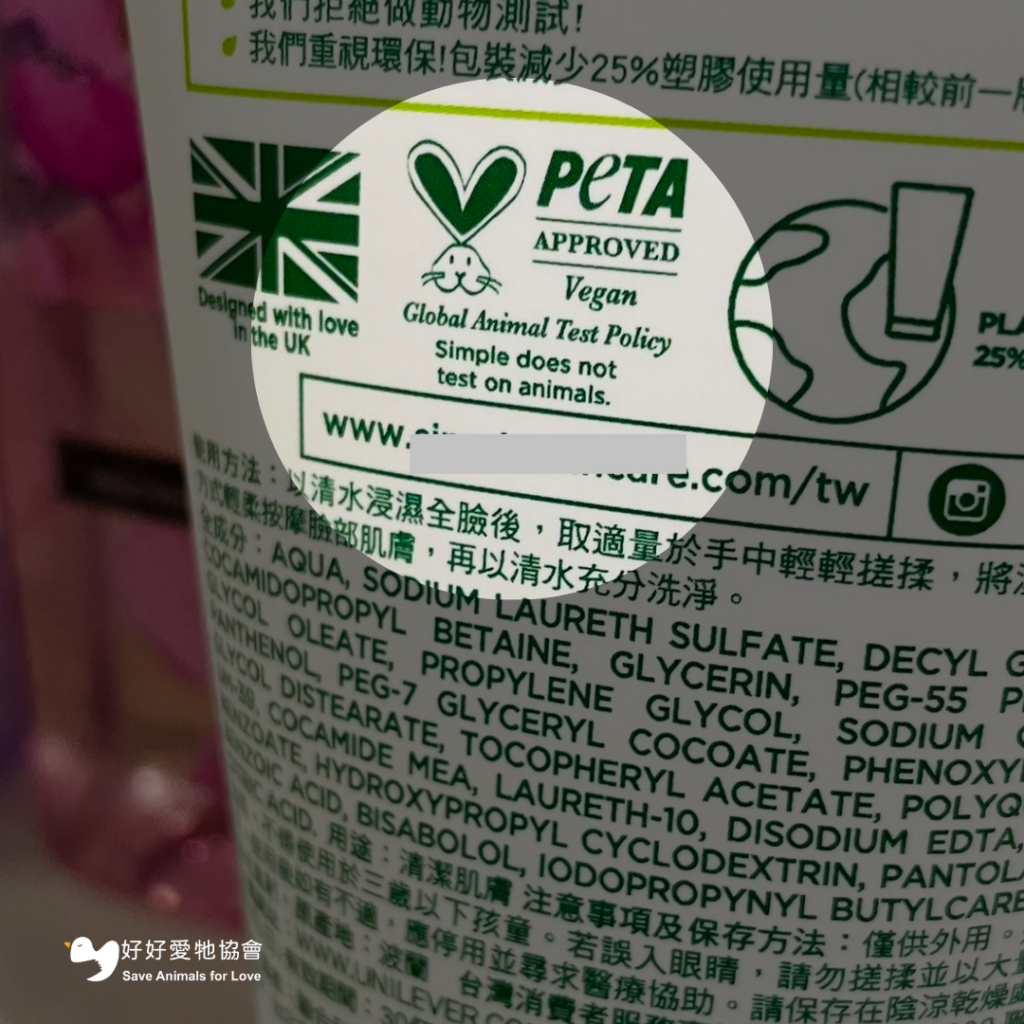 我們拒絕做動物測試!
我們重視環保!包裝減少25%塑膠使用量(相較前一
PETA
APPROVED
Vegan
Global Animal Test Policy
Simple does not
test on animals.
Designed with love
in the UK
25%
www. .com/tw
使用方法：以清水浸濕全臉後，取適量於手中輕輕搓揉，將
方式輕柔按摩臉部肌膚，再以清水充分洗淨。
全成分：AQUA, SODIUM LAURETH SULFATE, DECYL
COCAMIDOPROPYL BETAINE, GLYCERIN, PEG-55
GLYCOL OLEATE, PROPYLENE GLYCOL, SODIUM
PANTHENOL, PEG-7 GLYCERYL COCOATE,
GLYCOL DISTEARATE, TOCOPHERYL ACETATE,
COCAMIDE MEA, LAURETH-10, DISODIUM EDTA,
HYDROXYPROPYL CYCLODEXTRIN,
BENZOIC ACID, BISABOLOL, IODOPROPYNYL
ACID. 用途：清潔肌膚 注意事項及保存方法：僅供外用。
使用於三歲以下孩童。若誤入眼睛，請勿搓揉並以大
如有不適，應停用並尋求醫療協助。請保存在陰涼乾燥
原產地：波蘭 台灣消費者服務
WWW.UNILEVER.
好好愛牠協會
Save Animals for Love